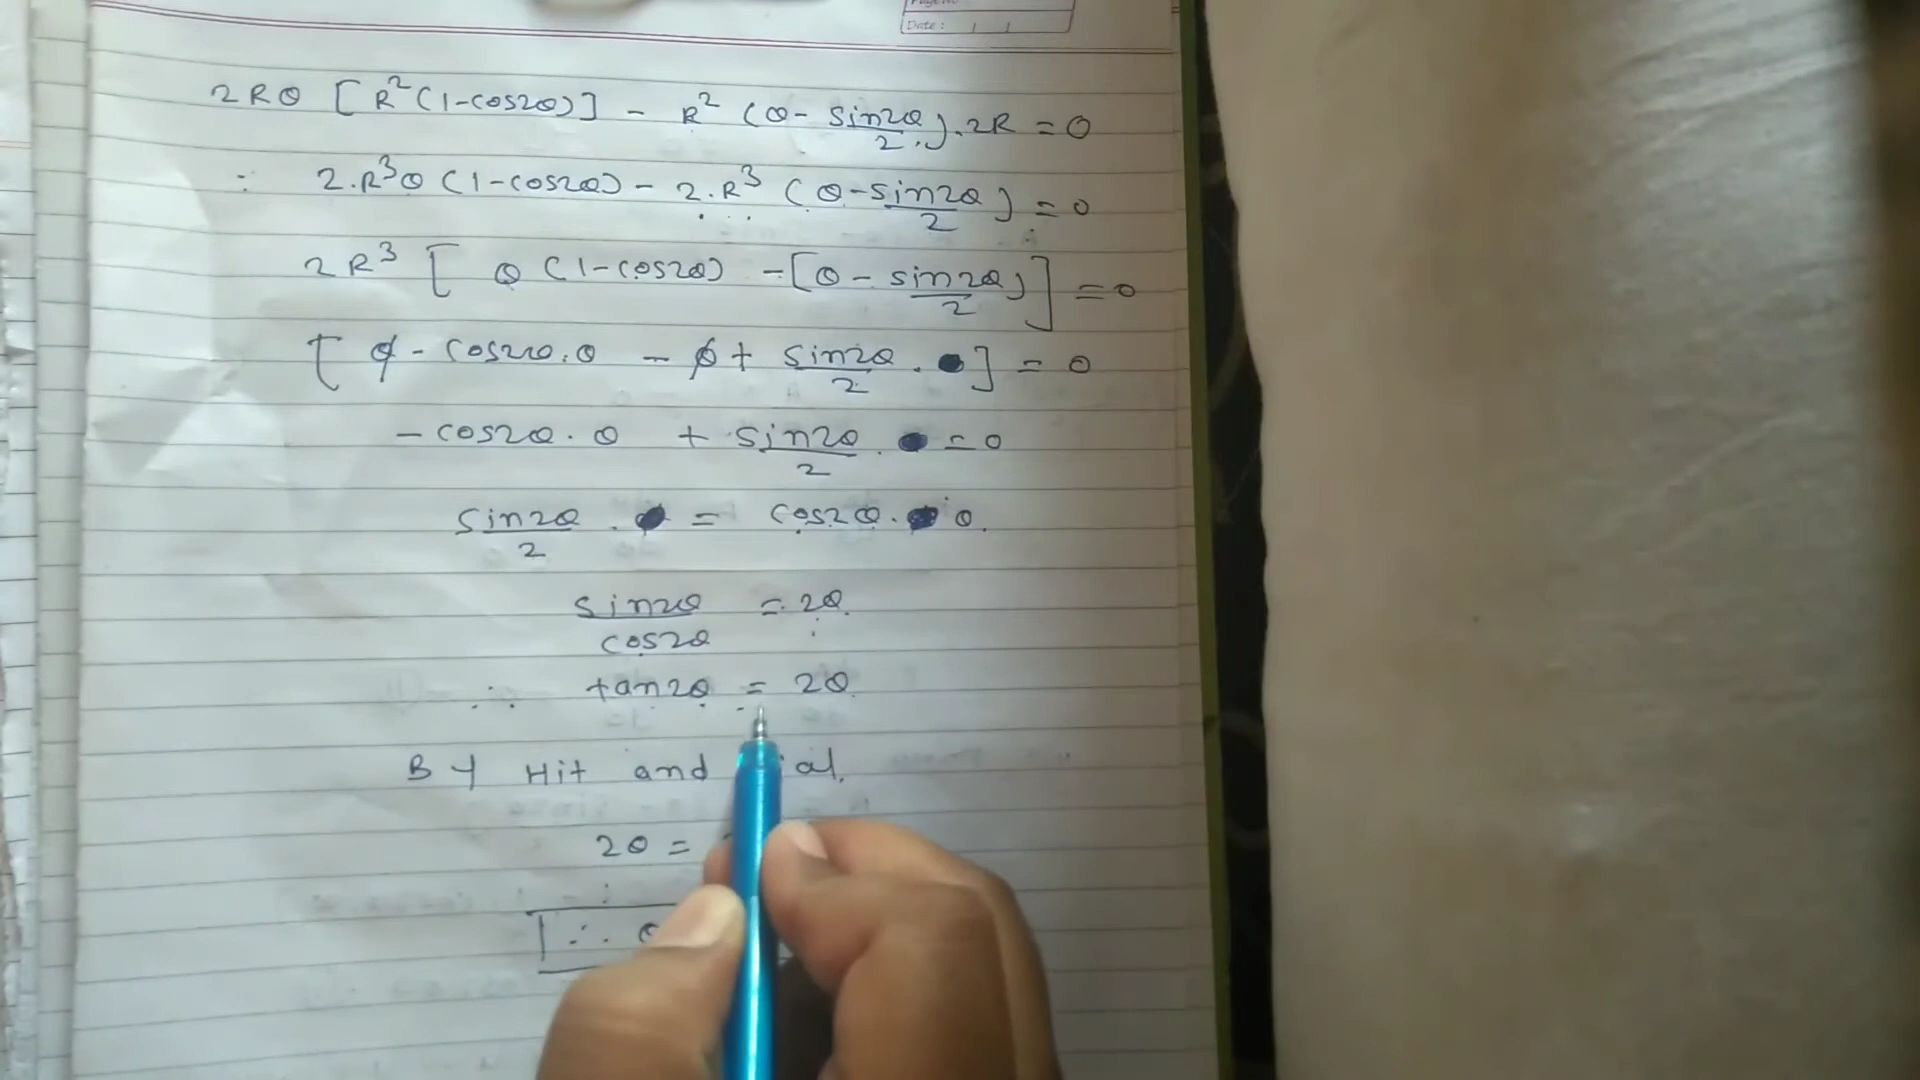 Date :
2Rθ [R²(1-cos2θ)] - R² (θ- sin2θ/2).2R = 0
∴ 2.R³θ (1-cos2θ) - 2.R³ (θ-sin2θ/2) = 0
2R³ [ θ (1-cos2θ) -[θ - sin2θ/2)] = 0
[ θ - cos2θ.θ - θ + sin2θ/2 . ] = 0
- cos2θ.θ + sin2θ/2 . = 0
sin2θ/2 . = cos2θ. θ.
sin2θ/cos2θ = 2θ.
∴ tan2θ = 2θ.
By Hit and
2θ =
∴